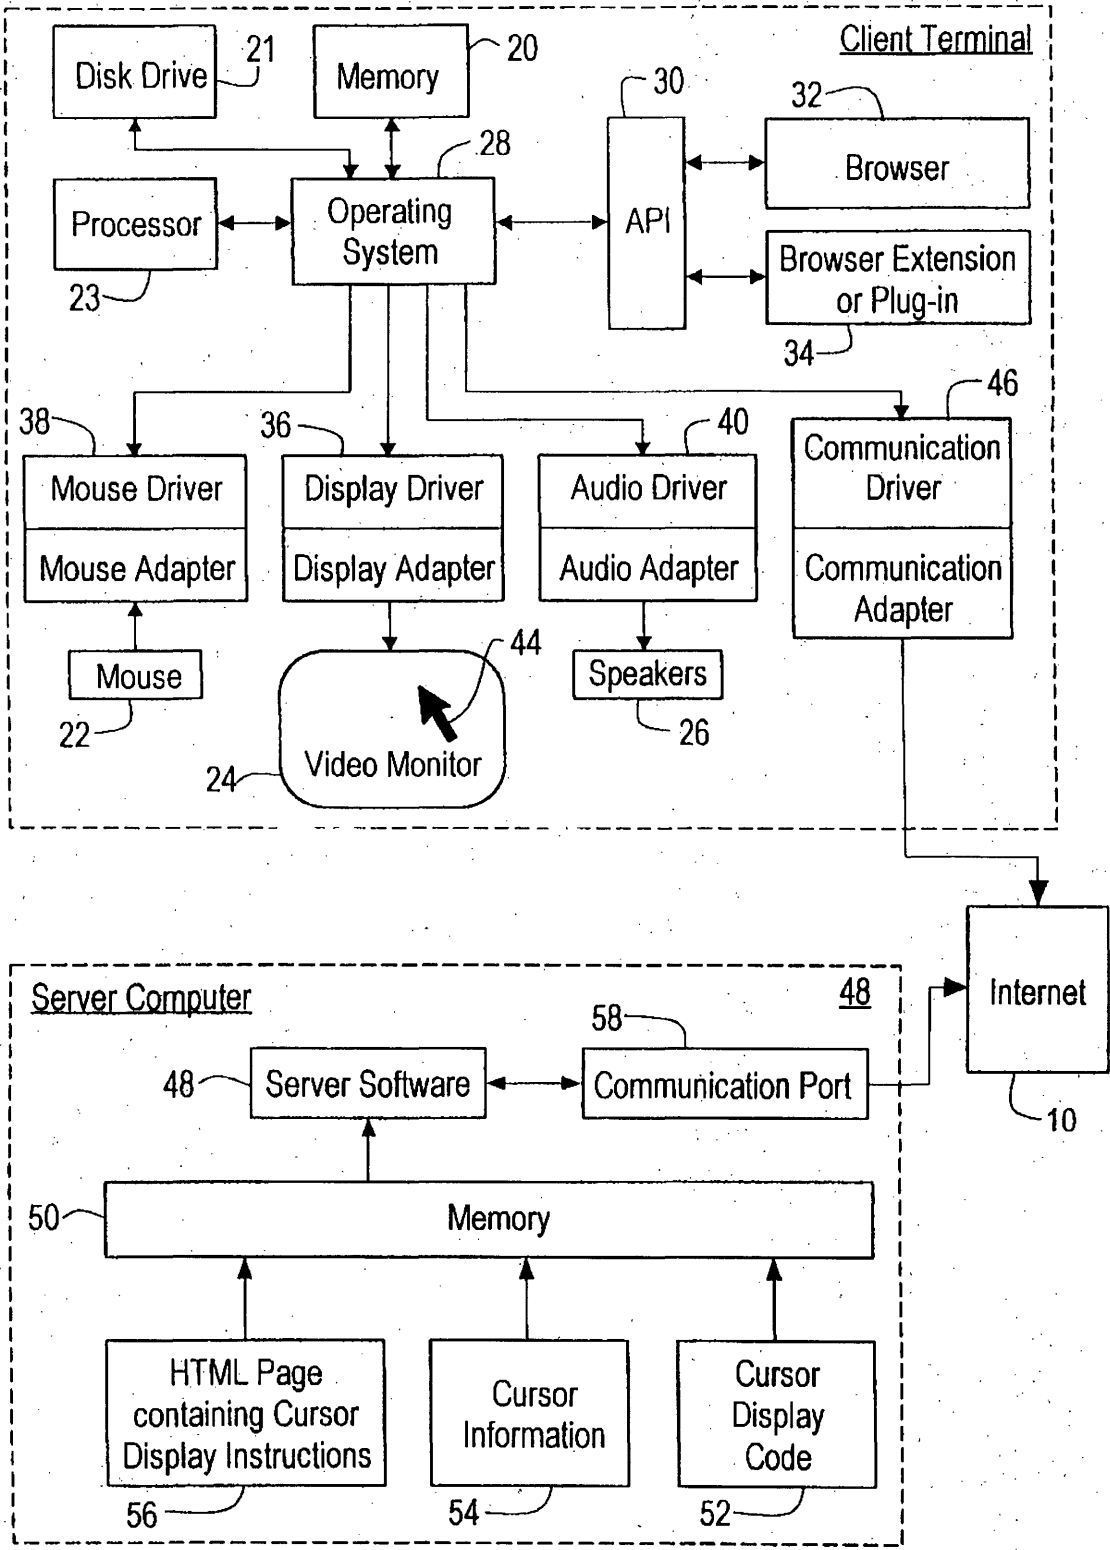 Client Terminal
21
20
Disk Drive
Memory
30
32
28
Browser
Processor
Operating
System
API
Browser Extension
or Plug-in
23
34
46
38
36
40
Communication
Driver
Mouse Driver
Display Driver
Audio Driver
Mouse Adapter
Display Adapter
Audio Adapter
Communication
Adapter
44
Mouse
Speakers
22
26
24
Video Monitor
Internet
10
Server Computer
48
58
48
Server Software
Communication Port
50
Memory
HTML Page
containing Cursor
Display Instructions
Cursor
Information
Cursor
Display
Code
56
54
52